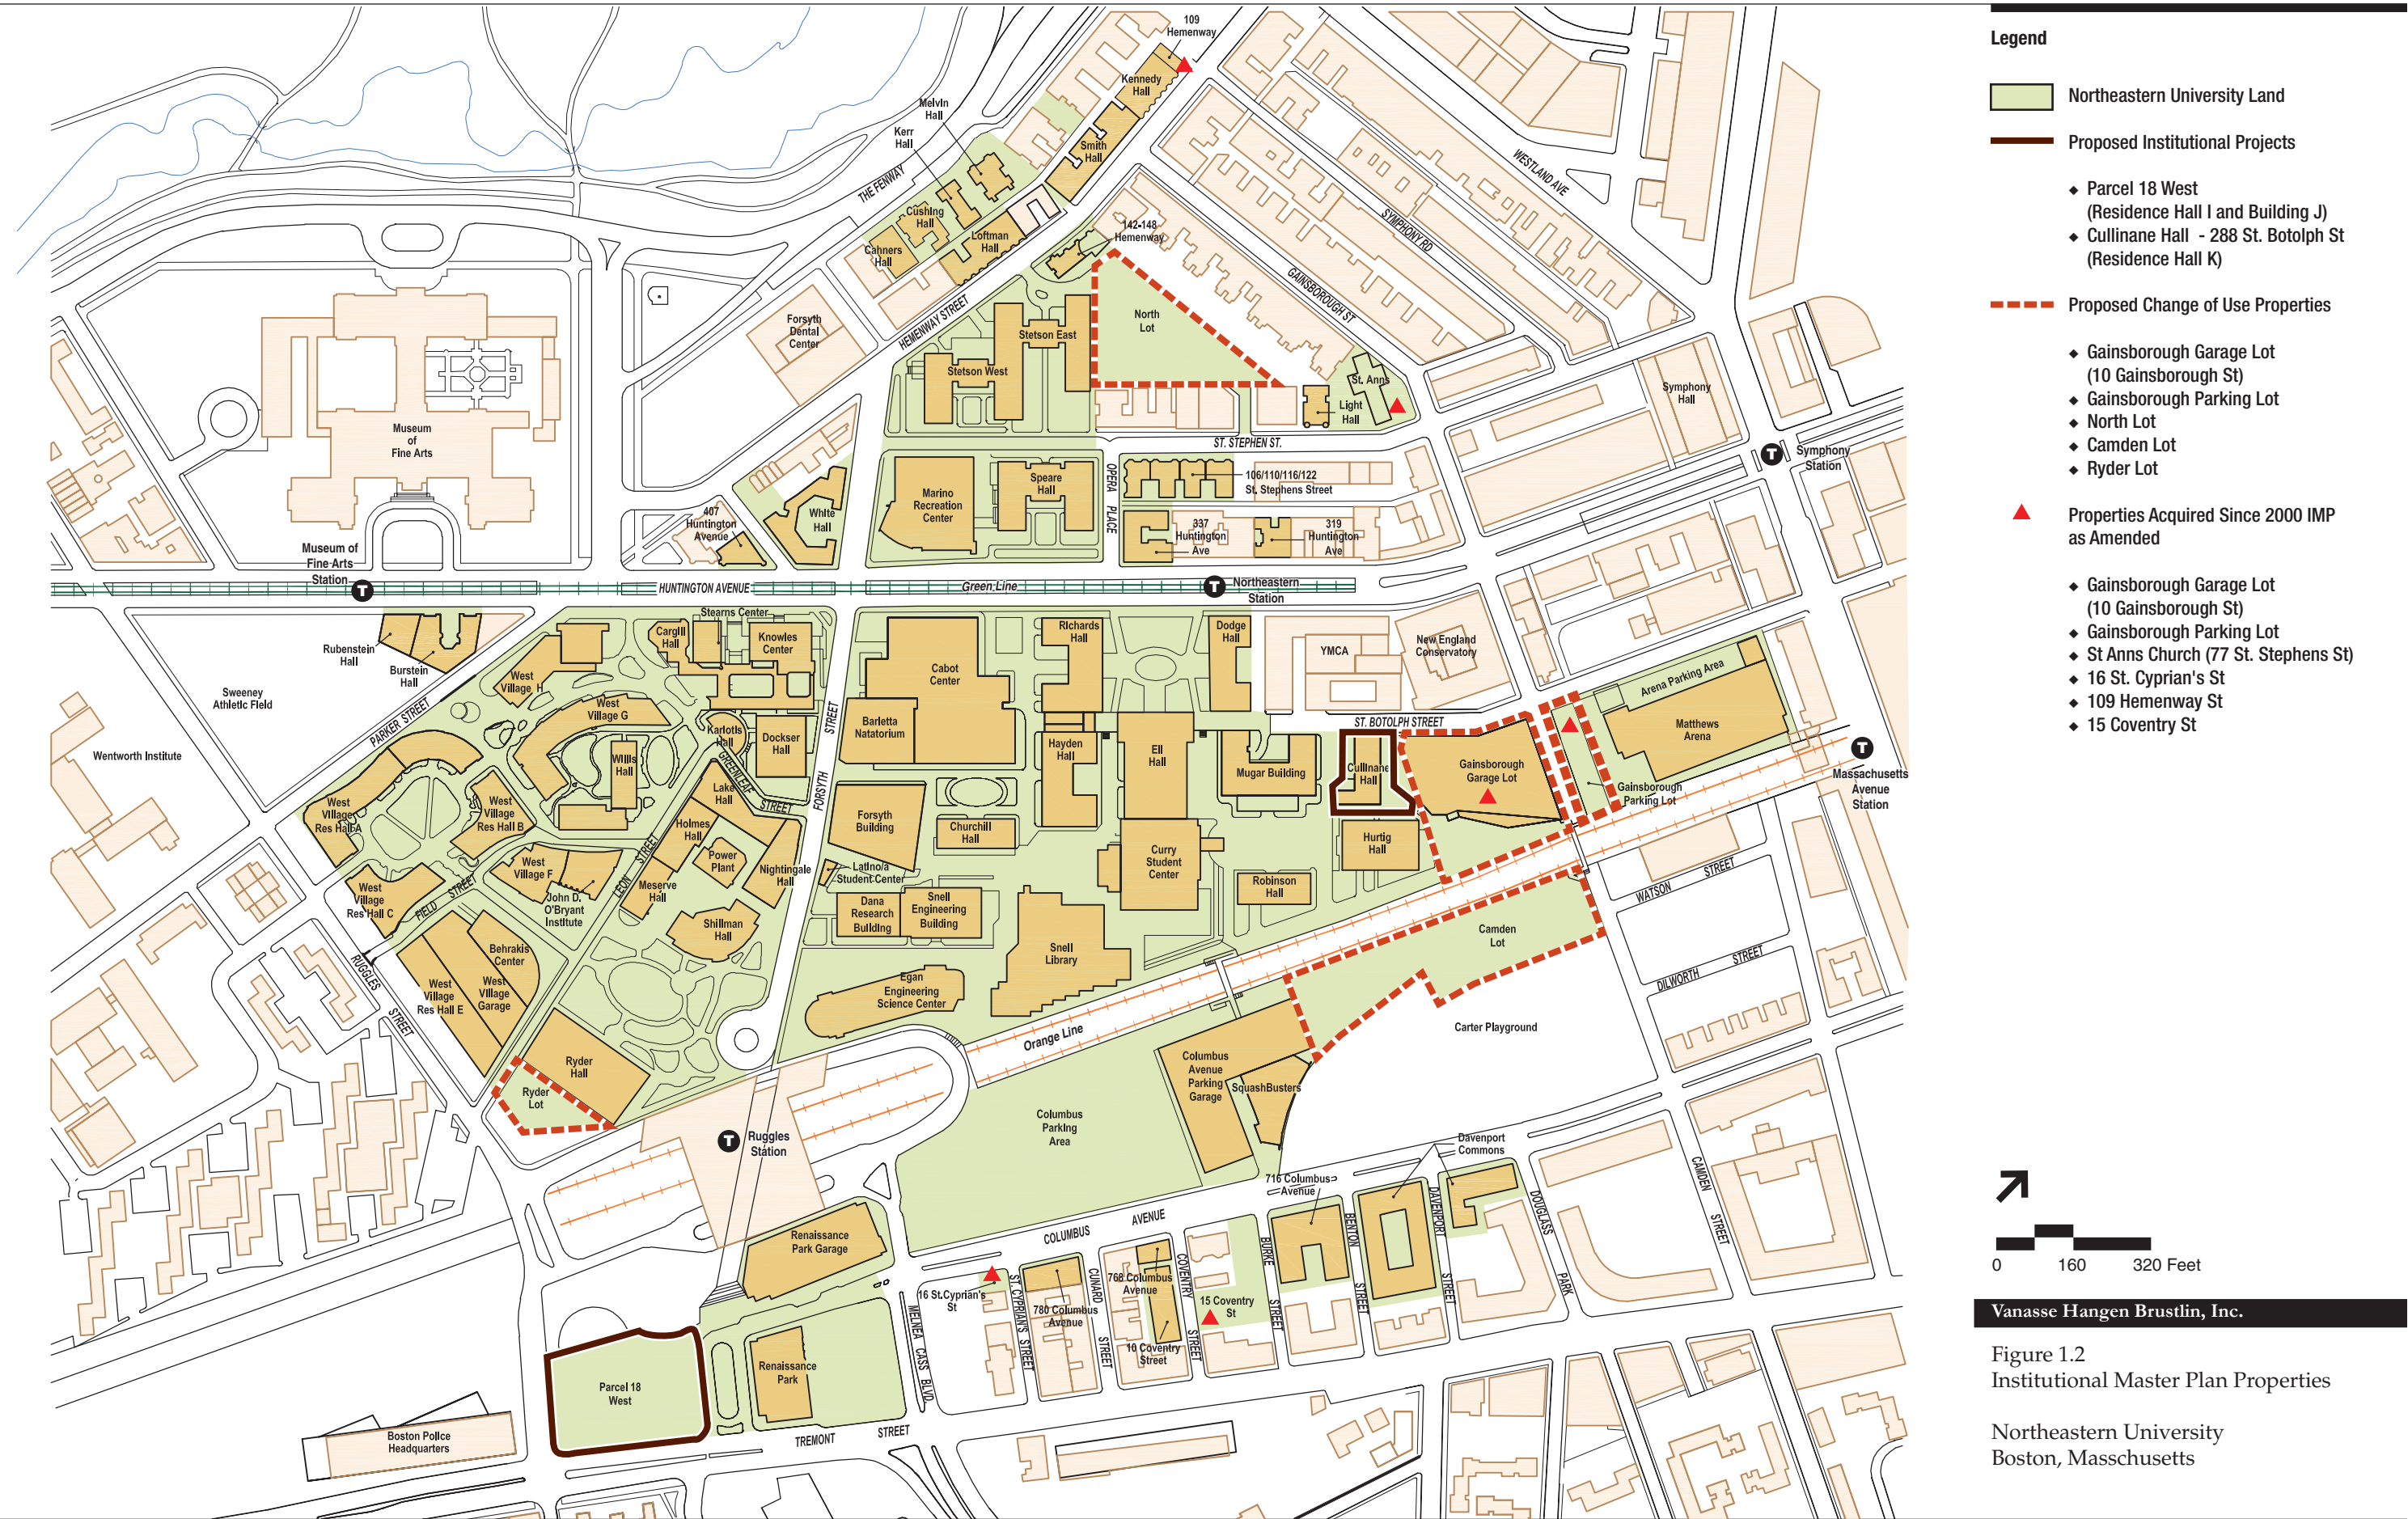 109
Hemenway
Kennedy
Hall
Melvin
Hall
Kerr
Hall
Smith
Hall
THE FENWAY
WESTLAND AVE
Cushing
Hall
Cahners
Hall
Loftman
Hall
142-148
Hemenway
SYMPHONY RD
GAINSBOROUGH ST
HEMENWAY STREET
Forsyth
Dental
Center
North
Lot
Stetson East
Stetson West
St. Anns
Light
Hall
Symphony
Hall
Museum
of
Fine Arts
ST. STEPHEN ST.
Symphony
Station
T
Marino
Recreation
Center
Speare
Hall
OPERA
PLACE
106/110/116/122
St. Stephens Street
White
Hall
407
Huntington
Avenue
337
Huntington
Ave
319
Huntington
Ave
Museum of
Fine Arts
Station
T
HUNTINGTON AVENUE
Green Line
T
Northeastern
Station
Rubenstein
Hall
Burstein
Hall
Sweeney
Athletic Field
PARKER STREET
Wentworth Institute
Stearns Center
Cargill
Hall
Knowles
Center
West
Village H
West
Village G
Willis
Hall
Karlotis
Hall
Dockser
Hall
GREENLEAF
STREET
FORSYTH
STREET
Cabot
Center
Barletta
Natatorium
Richards
Hall
Dodge
Hall
YMCA
New England
Conservatory
ST. BOTOLPH STREET
Arena Parking Area
Matthews
Arena
Hayden
Hall
Ell
Hall
Mugar Building
Cullinane
Hall
Gainsborough
Garage Lot
Gainsborough
Parking Lot
T
Massachusetts
Avenue
Station
West
Village
Res Hall A
West
Village
Res Hall B
Lake
Hall
Holmes
Hall
Power
Plant
Nightingale
Hall
Meserve
Hall
Shillman
Hall
Forsyth
Building
Churchill
Hall
Curry
Student
Center
Hurtig
Hall
Robinson
Hall
Latino/a
Student Center
Dana
Research
Building
Snell
Engineering
Building
Snell
Library
Egan
Engineering
Science Center
West
Village F
John D.
O'Bryant
Institute
LEON
STREET
West
Village
Res Hall C
FIELD STREET
RUGGLES
STREET
Behrakis
Center
West
Village
Garage
West
Village
Res Hall E
Ryder
Hall
Ryder
Lot
WATSON STREET
DILWORTH STREET
Camden
Lot
Carter Playground
Orange Line
Columbus
Avenue
Parking
Garage
SquashBusters
Columbus
Parking
Area
T
Ruggles
Station
Davenport
Commons
716 Columbus
Avenue
CAMDEN
STREET
COLUMBUS AVENUE
BURKE
STREET
BENTON
STREET
DAVENPORT
STREET
DOUGLASS
PARK
Renaissance
Park Garage
16 St.Cyprian's
St
ST.CYPRIAN'S STREET
780 Columbus
Avenue
CUNARD
STREET
768 Columbus
Avenue
10 Coventry
Street
COVENTRY
STREET
15 Coventry
St
MELNEA CASS BLVD.
Renaissance
Park
Parcel 18
West
Boston Police
Headquarters
TREMONT STREET
Legend
Northeastern University Land
Proposed Institutional Projects
◆ Parcel 18 West
(Residence Hall I and Building J)
◆ Cullinane Hall - 288 St. Botolph St
(Residence Hall K)
Proposed Change of Use Properties
◆ Gainsborough Garage Lot
(10 Gainsborough St)
◆ Gainsborough Parking Lot
◆ North Lot
◆ Camden Lot
◆ Ryder Lot
Properties Acquired Since 2000 IMP
as Amended
◆ Gainsborough Garage Lot
(10 Gainsborough St)
◆ Gainsborough Parking Lot
◆ St Anns Church (77 St. Stephens St)
◆ 16 St. Cyprian's St
◆ 109 Hemenway St
◆ 15 Coventry St
0 160 320 Feet
Vanasse Hangen Brustlin, Inc.
Figure 1.2
Institutional Master Plan Properties
Northeastern University
Boston, Masschusetts